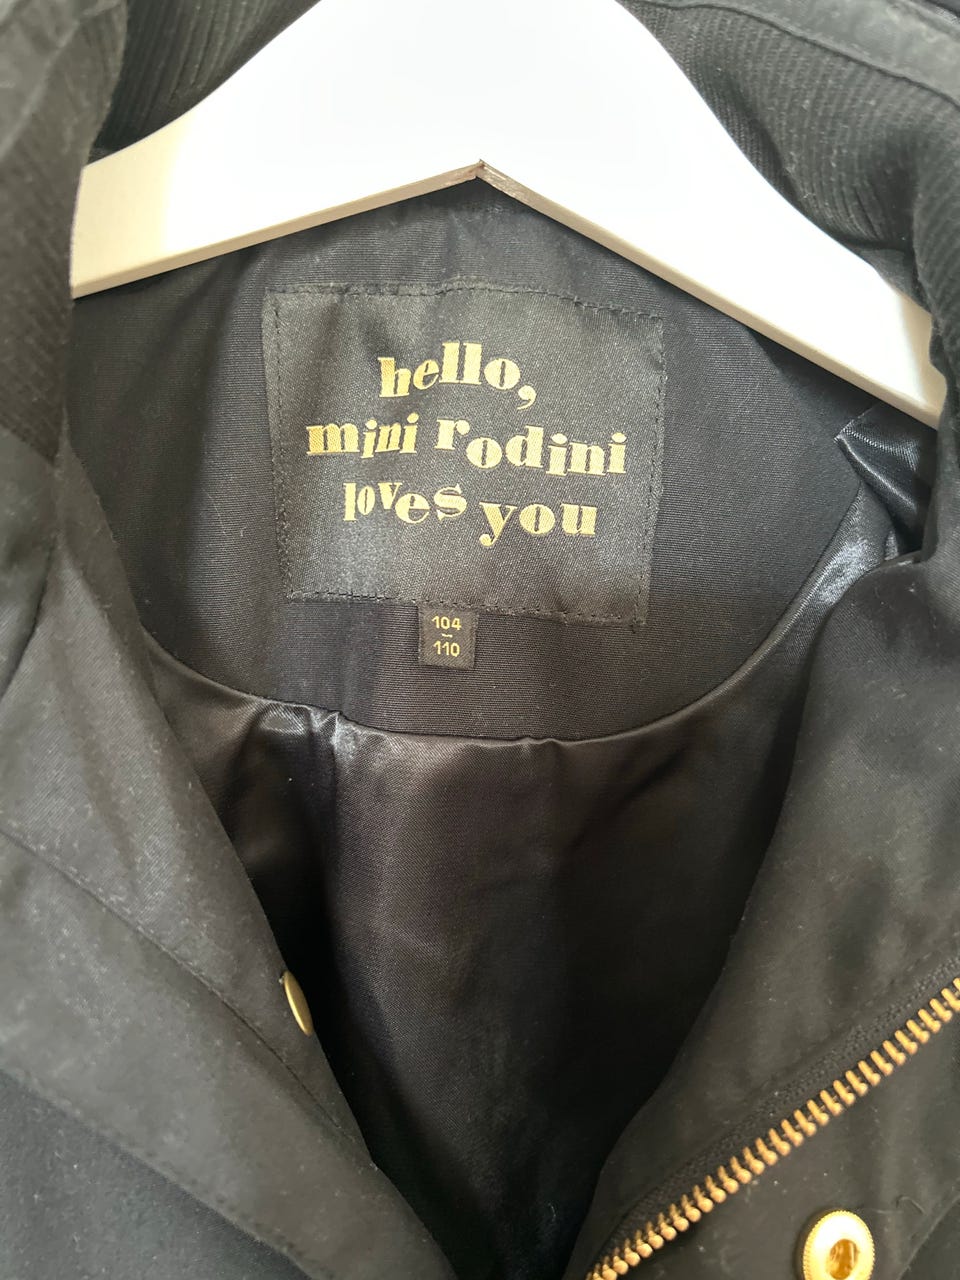 hello,
mini rodini
loves you
104
-
110